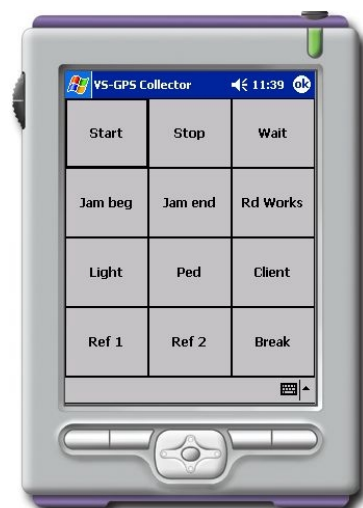 VS-GPS Collector 11:39 ok
Start Stop Wait
Jam beg Jam end Rd Works
Light Ped Client
Ref 1 Ref 2 Break